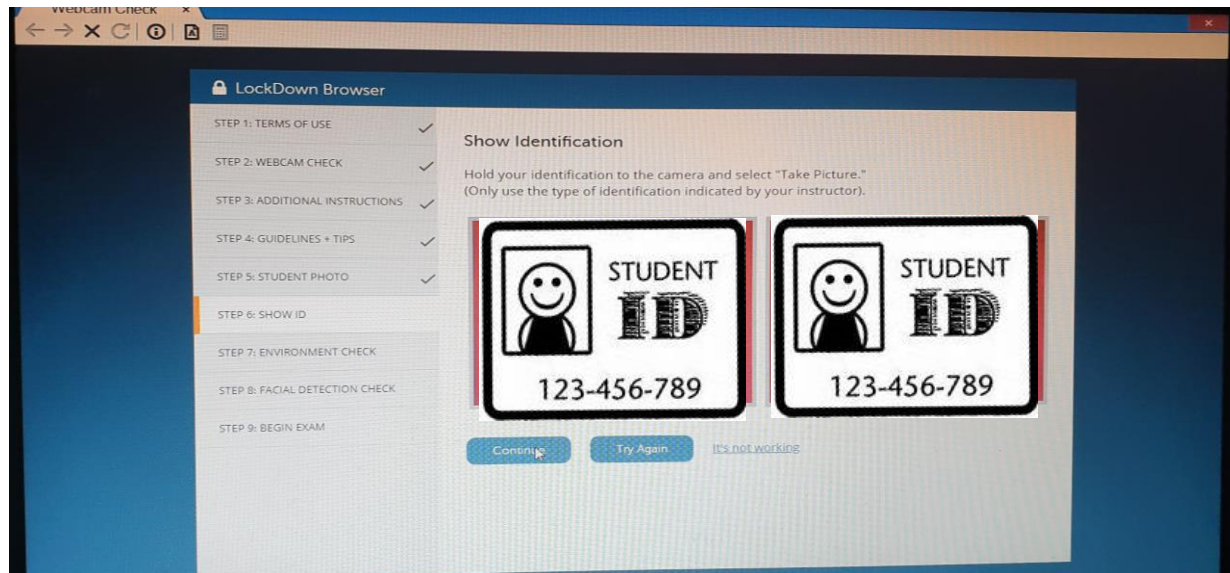 Webcam Check ×
LockDown Browser
STEP 1: TERMS OF USE
STEP 2: WEBCAM CHECK
STEP 3: ADDITIONAL INSTRUCTIONS
STEP 4: GUIDELINES + TIPS
STEP 5: STUDENT PHOTO
STEP 6: SHOW ID
STEP 7: ENVIRONMENT CHECK
STEP 8: FACIAL DETECTION CHECK
STEP 9: BEGIN EXAM
Show Identification
Hold your identification to the camera and select "Take Picture."
(Only use the type of identification indicated by your instructor).
STUDENT
ID
123-456-789
STUDENT
ID
123-456-789
Continue
Try Again
It's not working